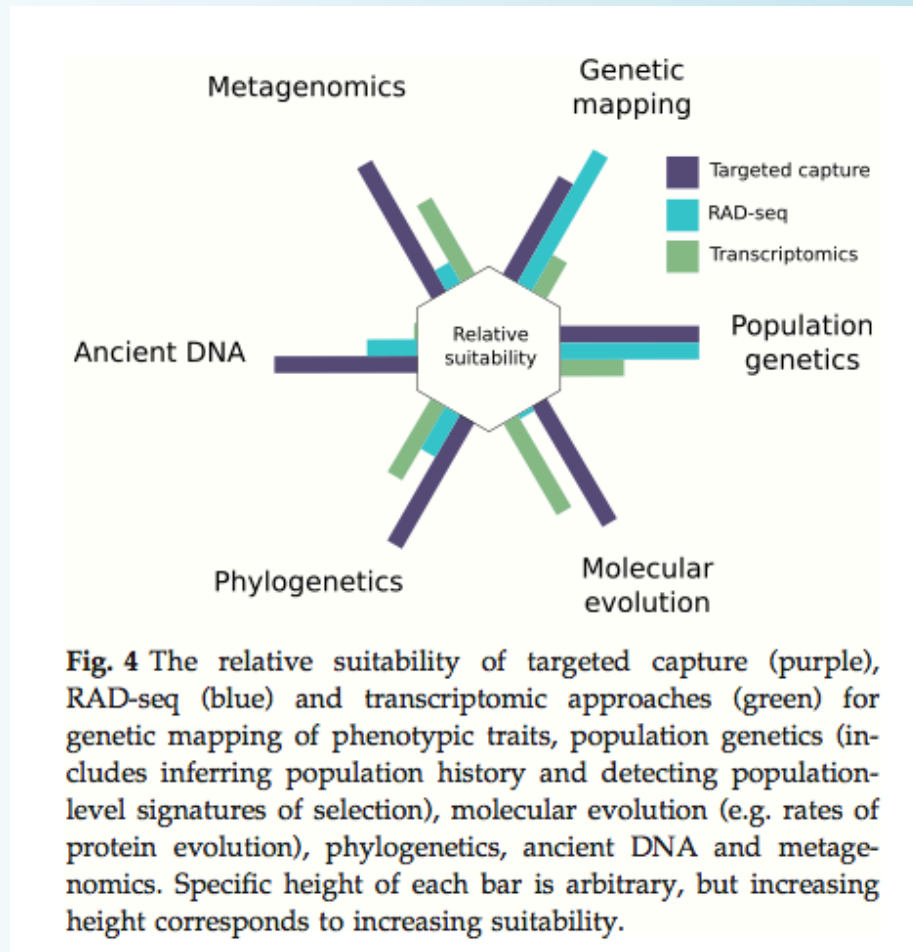 Metagenomics
Genetic
mapping
Targeted capture
RAD-seq
Transcriptomics
Relative
suitability
Population
genetics
Ancient DNA
Phylogenetics
Molecular
evolution
Fig. 4 The relative suitability of targeted capture (purple),
RAD-seq (blue) and transcriptomic approaches (green) for
genetic mapping of phenotypic traits, population genetics (in-
cludes inferring population history and detecting population-
level signatures of selection), molecular evolution (e.g. rates of
protein evolution), phylogenetics, ancient DNA and metage-
nomics. Specific height of each bar is arbitrary, but increasing
height corresponds to increasing suitability.